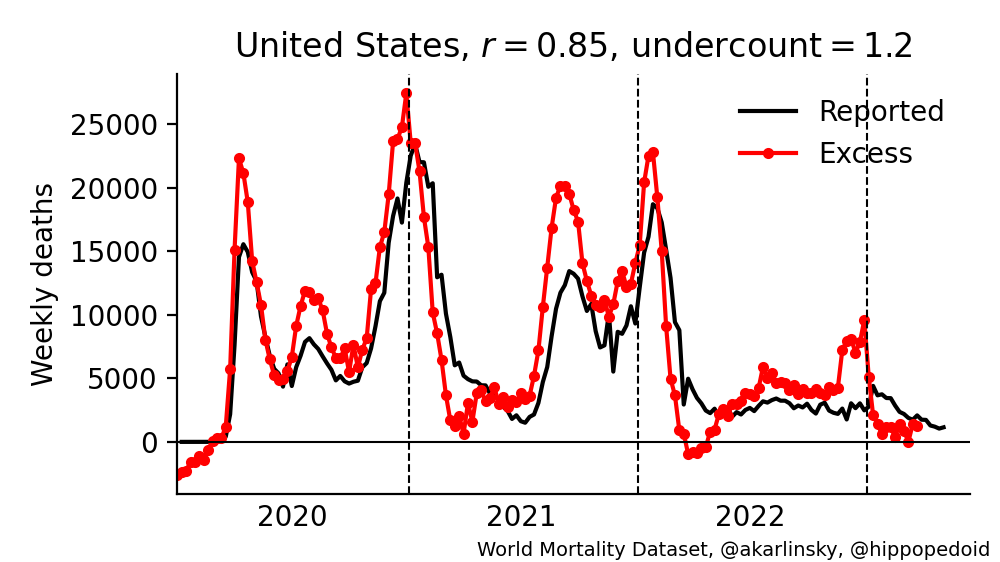 United States, r = 0.85, undercount = 1.2
Reported
Excess
Weekly deaths
25000
20000
15000
10000
5000
0
2020
2021
2022
World Mortality Dataset, @akarlinsky, @hippopedoid